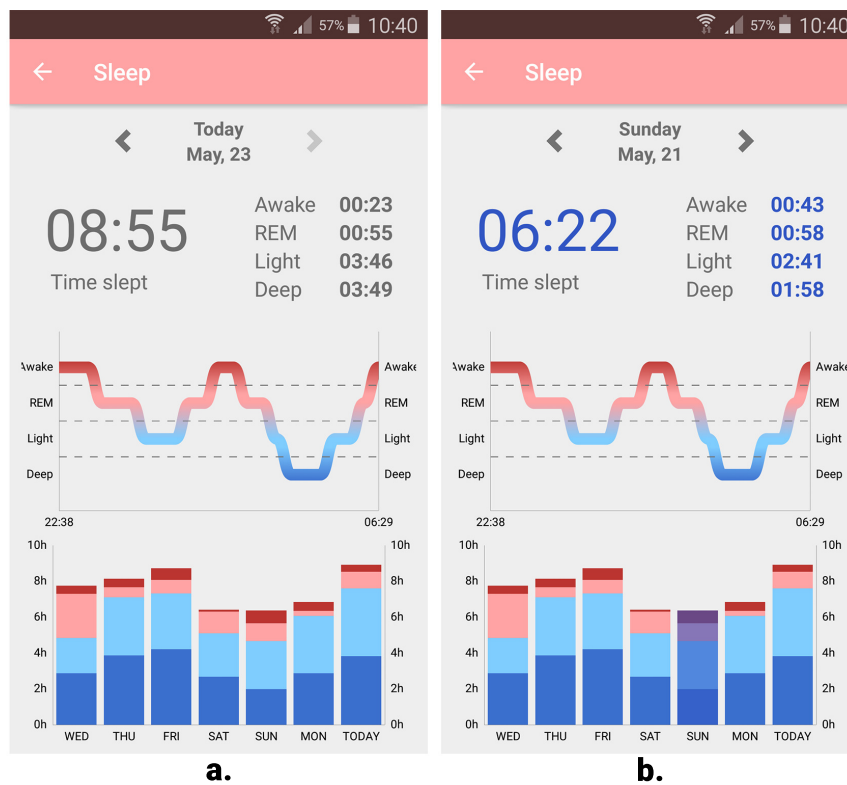 57% 10:40
Sleep
Today
May, 23
08:55
Time slept
Awake 00:23
REM 00:55
Light 03:46
Deep 03:49
Awake Awake
REM REM
Light Light
Deep Deep
22:38 06:29
10h 10h
8h 8h
6h 6h
4h 4h
2h 2h
0h 0h
WED THU FRI SAT SUN MON TODAY
a.
57% 10:40
Sleep
Sunday
May, 21
06:22
Time slept
Awake 00:43
REM 00:58
Light 02:41
Deep 01:58
Awake Awake
REM REM
Light Light
Deep Deep
22:38 06:29
10h 10h
8h 8h
6h 6h
4h 4h
2h 2h
0h 0h
WED THU FRI SAT SUN MON TODAY
b.